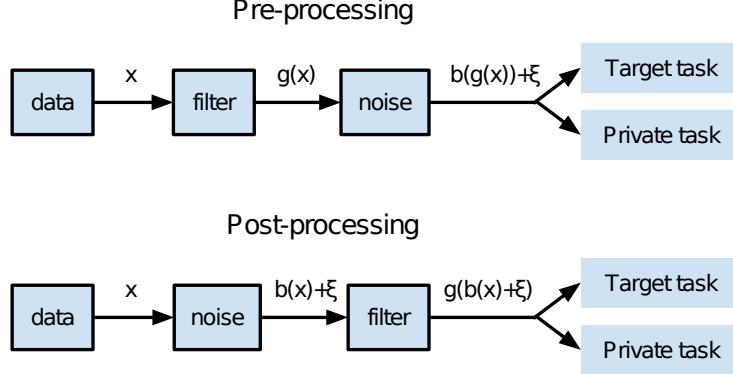 Pre-processing
data
x
filter
g(x)
noise
b(g(x))+ξ
Target task
Private task
Post-processing
data
x
noise
b(x)+ξ
filter
g(b(x)+ξ)
Target task
Private task